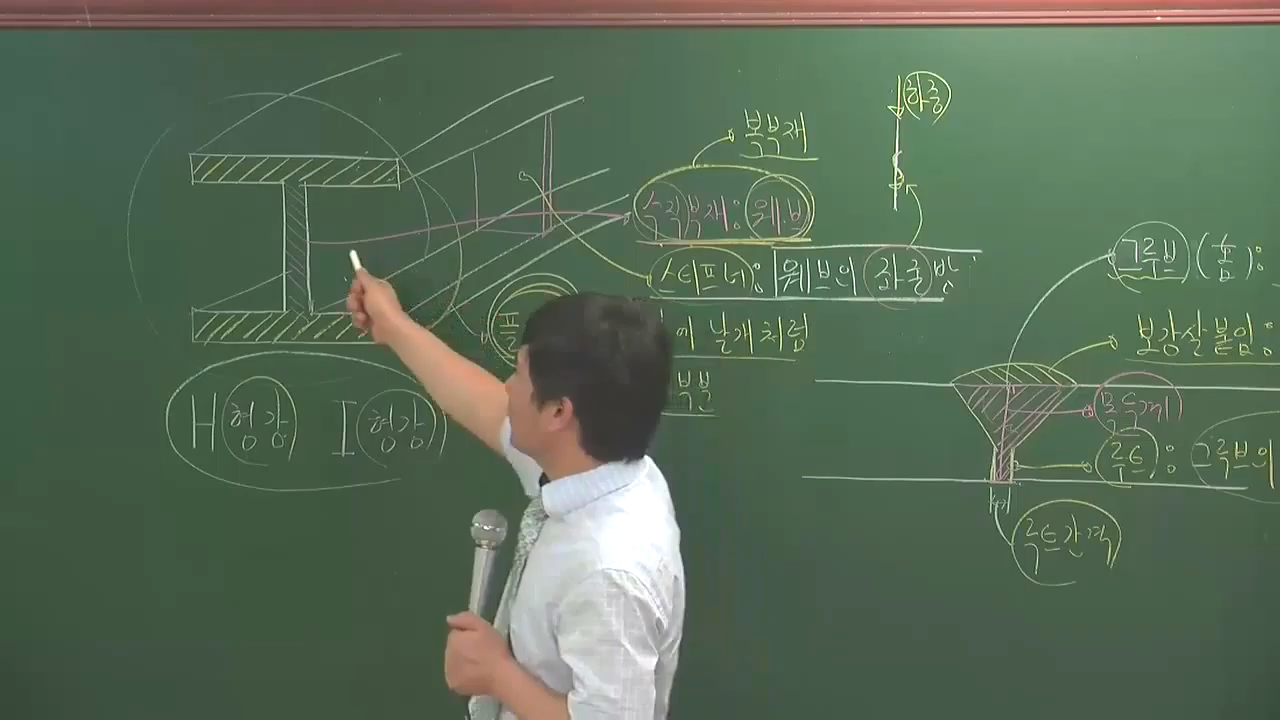 하중
복부재
수직부재: 웨브
스티프너: 웨브의 좌굴방
날개처럼
부분
H형강 I형강
그루브(홈):
보강살붙임:
목두께
루트: 그루브의
루트간격